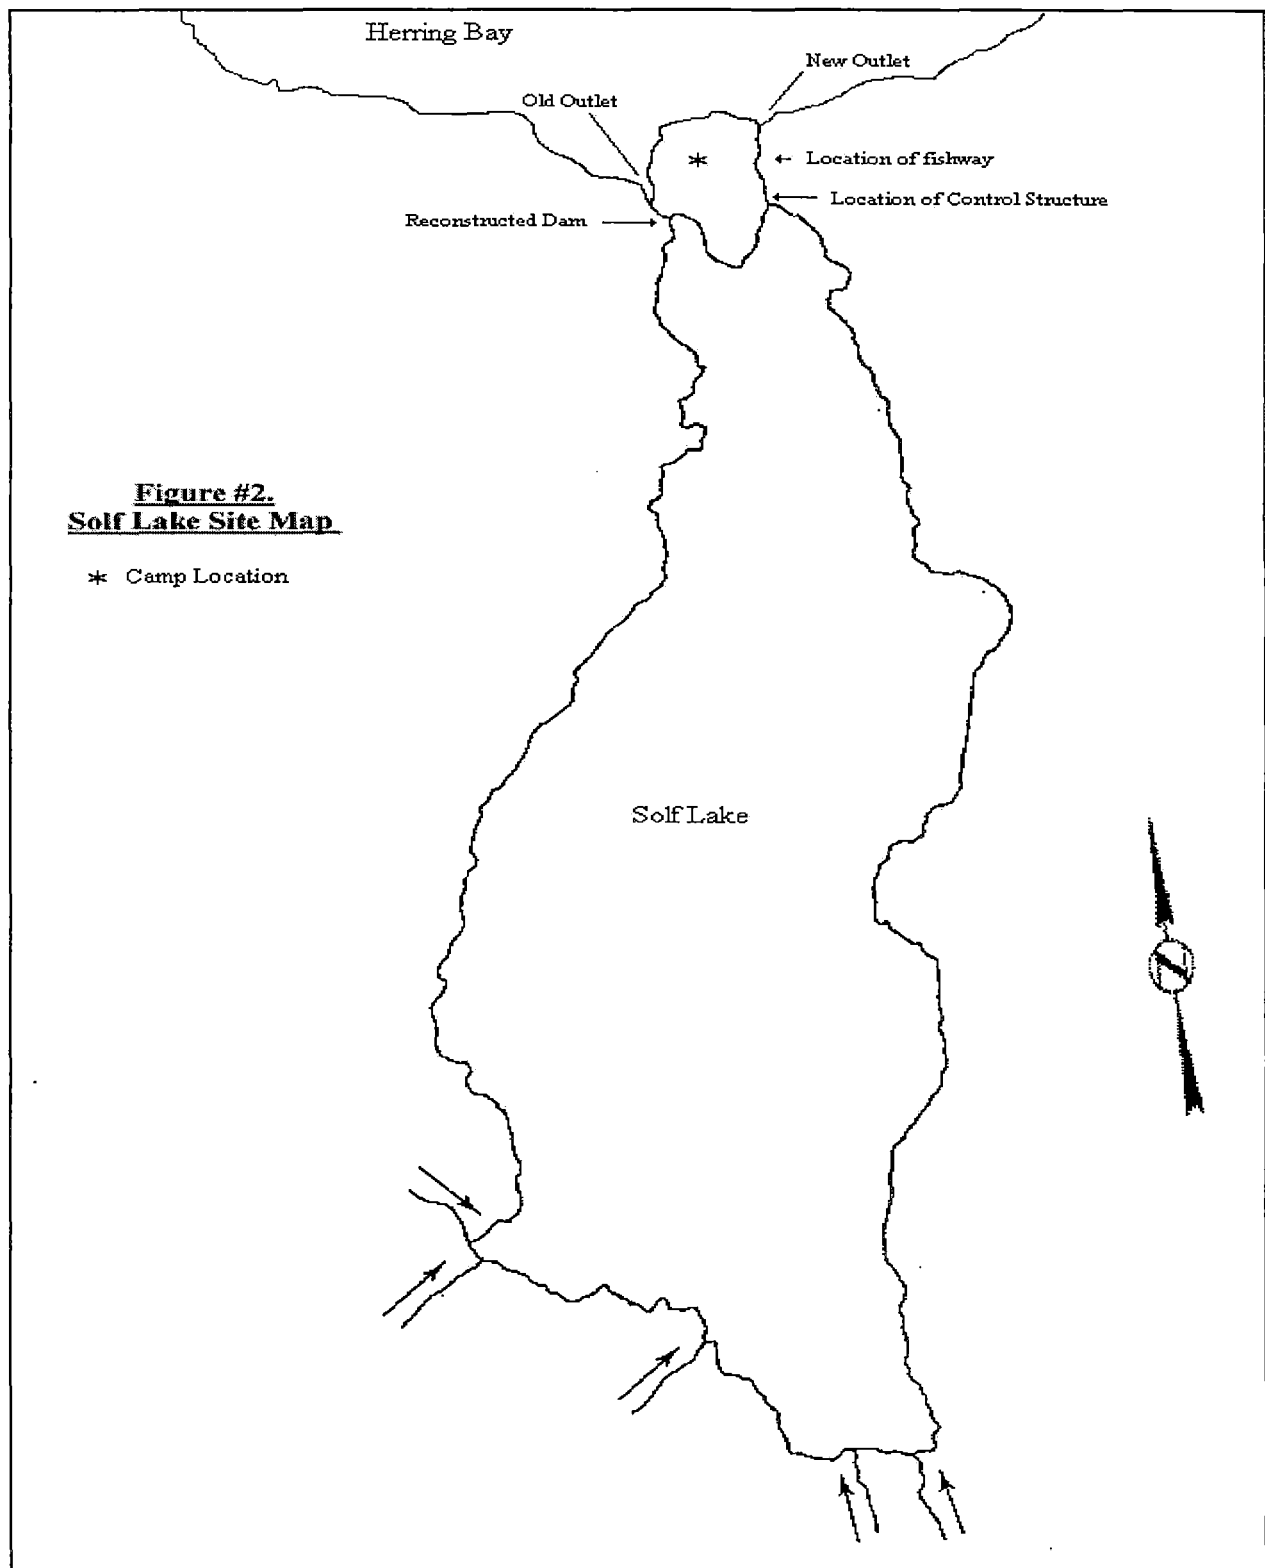 Herring Bay
New Outlet
Old Outlet
Location of fishway
Location of Control Structure
Reconstructed Dam
Figure #2.
Solf Lake Site Map
* Camp Location
Solf Lake
N